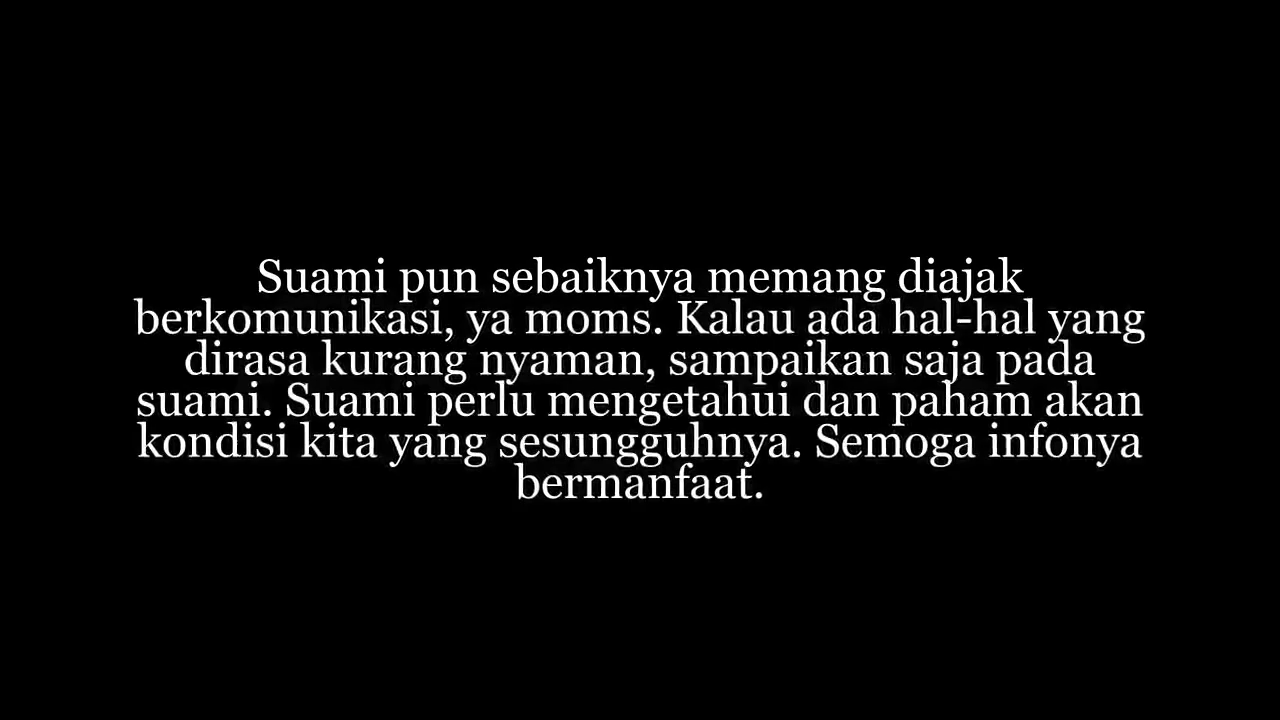 Suami pun sebaiknya memang diajak
berkomunikasi, ya moms. Kalau ada hal-hal yang
dirasa kurang nyaman, sampaikan saja pada
suami. Suami perlu mengetahui dan paham akan
kondisi kita yang sesungguhnya. Semoga infonya
bermanfaat.